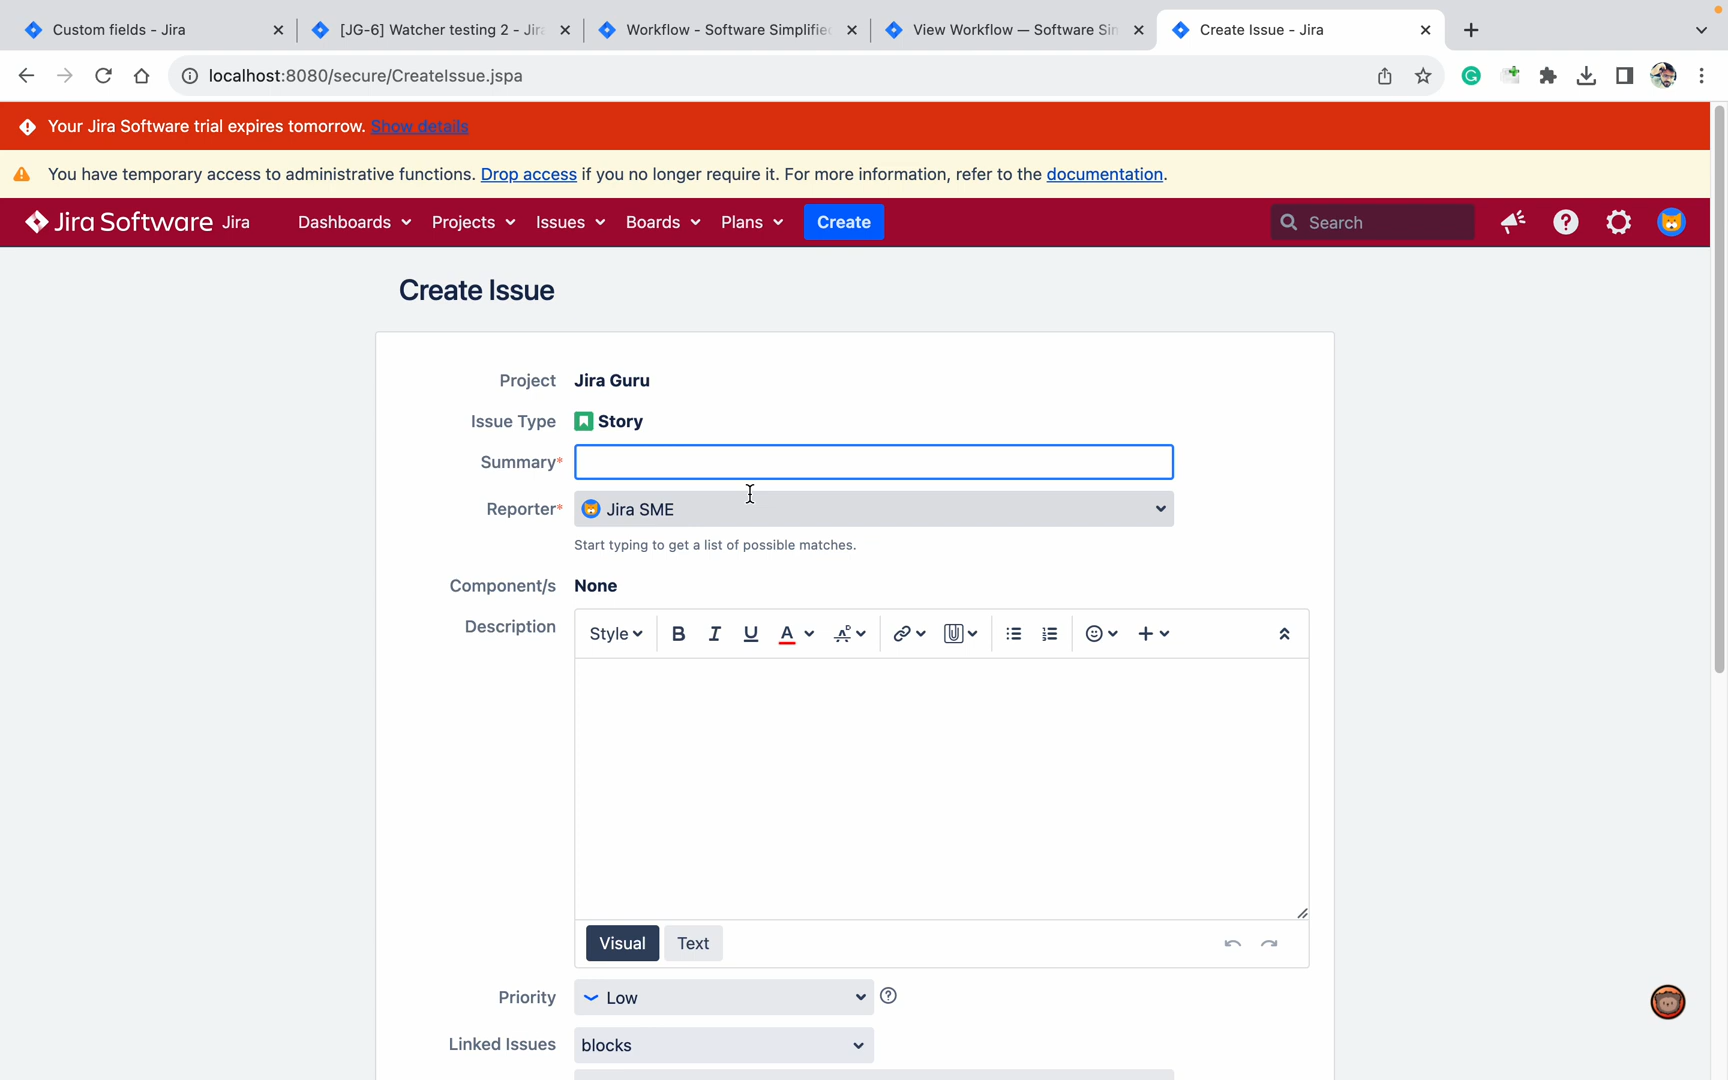 Custom fields - Jira
[JG-6] Watcher testing 2 - Jira
Workflow - Software Simplifie
View Workflow — Software Sin
Create Issue - Jira
localhost:8080/secure/CreateIssue.jspa
Your Jira Software trial expires tomorrow. Show details
You have temporary access to administrative functions. Drop access if you no longer require it. For more information, refer to the documentation.
Jira Software Jira Dashboards Projects Issues Boards Plans Create Search
Create Issue
Project Jira Guru
Issue Type Story
Summary*
Reporter* Jira SME
Start typing to get a list of possible matches.
Component/s None
Description Style B I U A
Visual Text
Priority Low
Linked Issues blocks